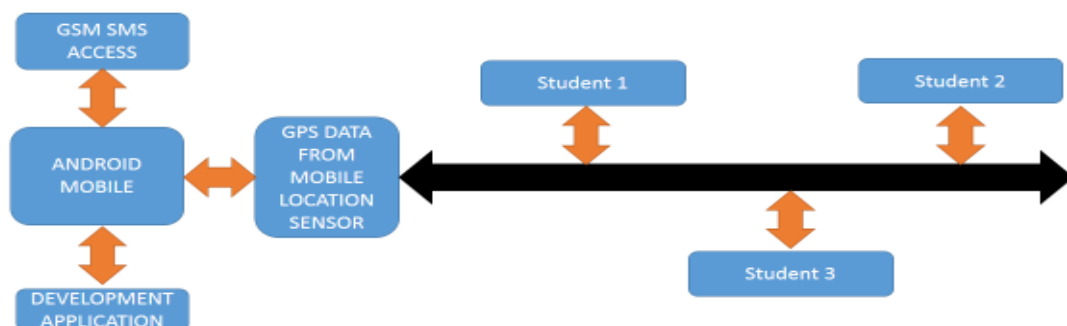 GSM SMS
ACCESS
ANDROID
MOBILE
DEVELOPMENT
APPLICATION
GPS DATA
FROM
MOBILE
LOCATION
SENSOR
Student 1
Student 2
Student 3